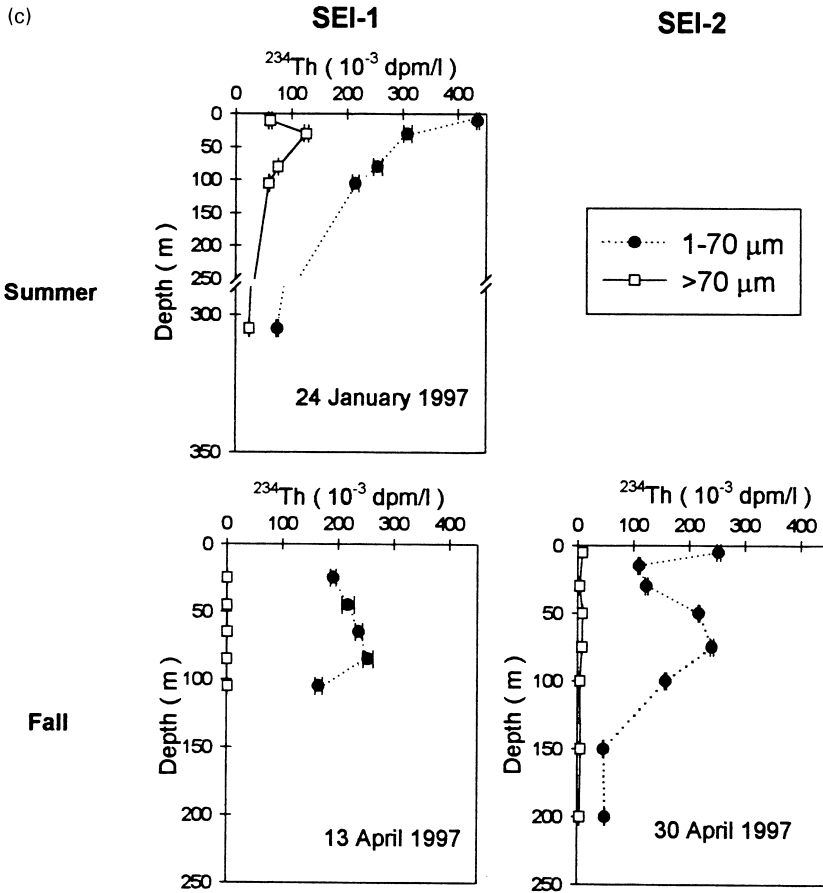 (c)
SEI-1
SEI-2
²³⁴Th ( 10⁻³ dpm/l )
0 100 200 300 400
0
50
100
150
200
250
300
350
Depth ( m )
Summer
24 January 1997
1-70 μm
>70 μm
²³⁴Th ( 10⁻³ dpm/l )
0 100 200 300 400
0
50
100
150
200
250
Depth ( m )
Fall
13 April 1997
²³⁴Th ( 10⁻³ dpm/l )
0 100 200 300 400
0
50
100
150
200
250
Depth ( m )
30 April 1997